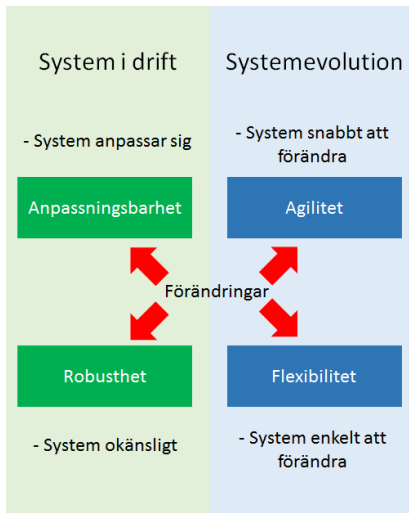 System i drift
Systemevolution
- System anpassar sig
- System snabbt att
förändra
Anpassningsbarhet
Agilitet
Förändringar
Robusthet
Flexibilitet
- System okänsligt
- System enkelt att
förändra